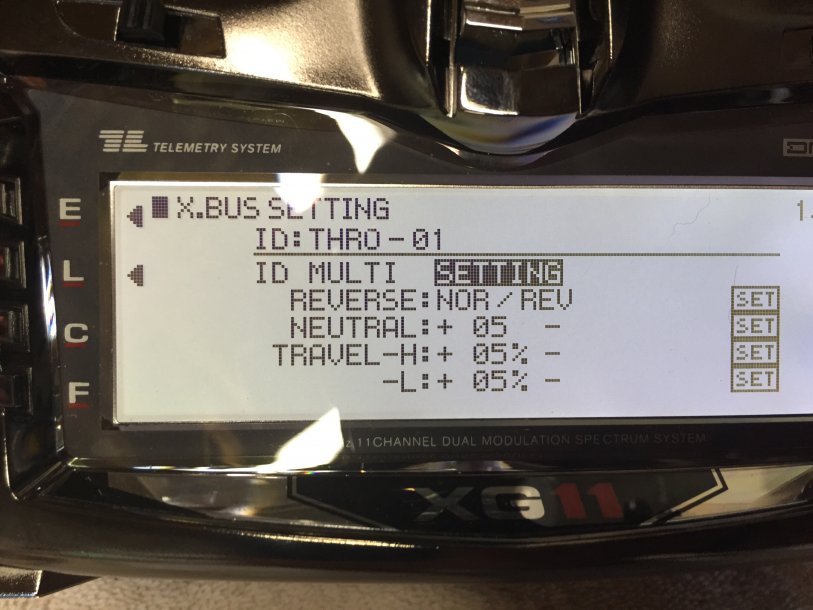 TELEMETRY SYSTEM
X.BUS SETTING
ID:THRO-01
ID MULTI SETTING
REVERSE:NOR/REV SET
NEUTRAL:+ 05 - SET
TRAVEL-H:+ 05% - SET
-L:+ 05% - SET
E
L
C
F
11CHANNEL DUAL MODULATION SPECTRUM SYSTEM
XG11